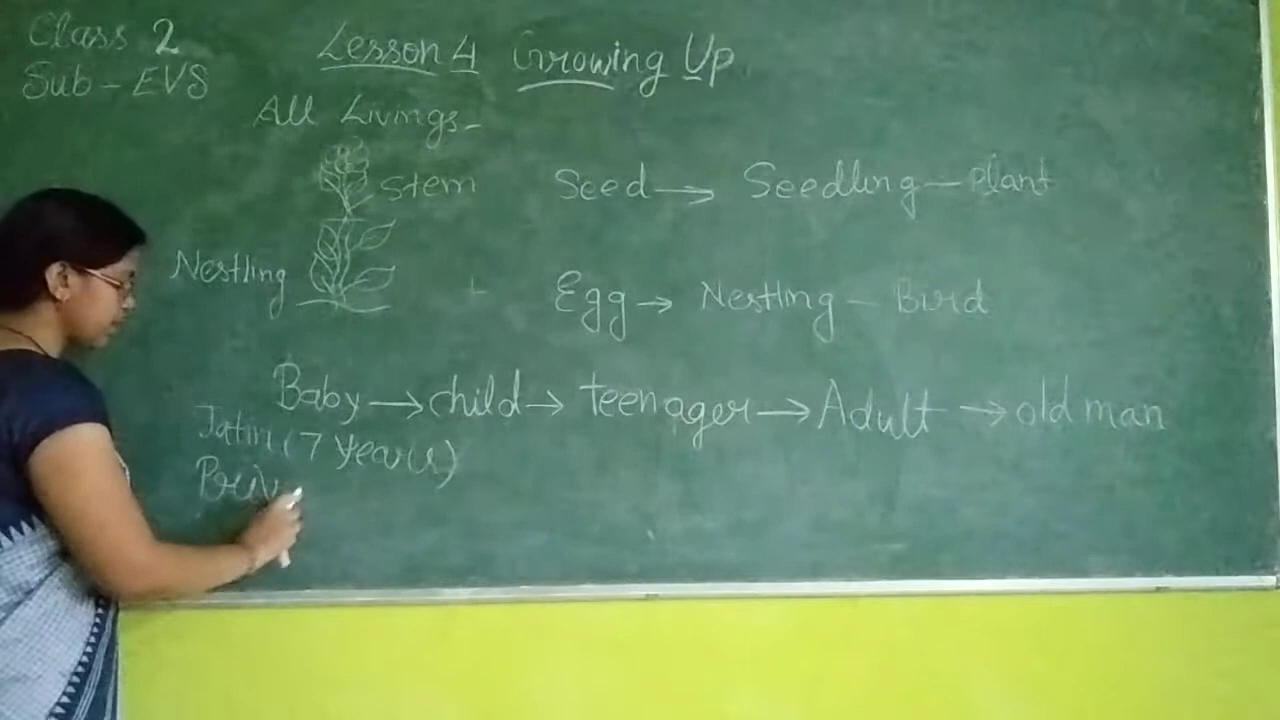 Class 2
Sub - EVS
Lesson 4 Growing Up
All Livings -
Stem
Seed → Seedling — Plant
Nestling
Egg → Nestling — Bird
Baby → child → teenager → Adult → old man
Jatin (7 years)